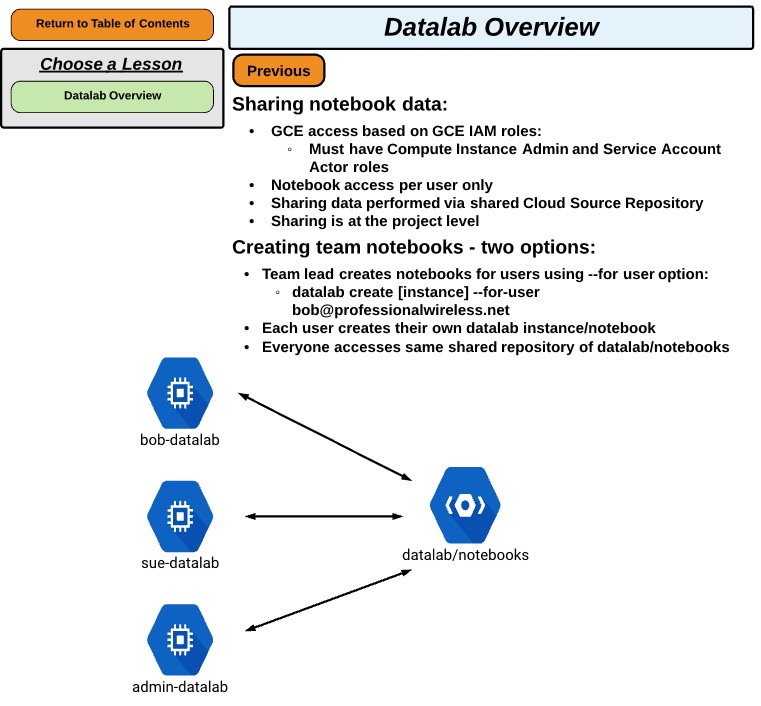 Return to Table of Contents
Datalab Overview
Choose a Lesson
Datalab Overview
Previous
Sharing notebook data:
• GCE access based on GCE IAM roles:
◦ Must have Compute Instance Admin and Service Account
Actor roles
• Notebook access per user only
• Sharing data performed via shared Cloud Source Repository
• Sharing is at the project level
Creating team notebooks - two options:
• Team lead creates notebooks for users using --for user option:
◦ datalab create [instance] --for-user
bob@professionalwireless.net
• Each user creates their own datalab instance/notebook
• Everyone accesses same shared repository of datalab/notebooks
bob-datalab
sue-datalab
datalab/notebooks
admin-datalab